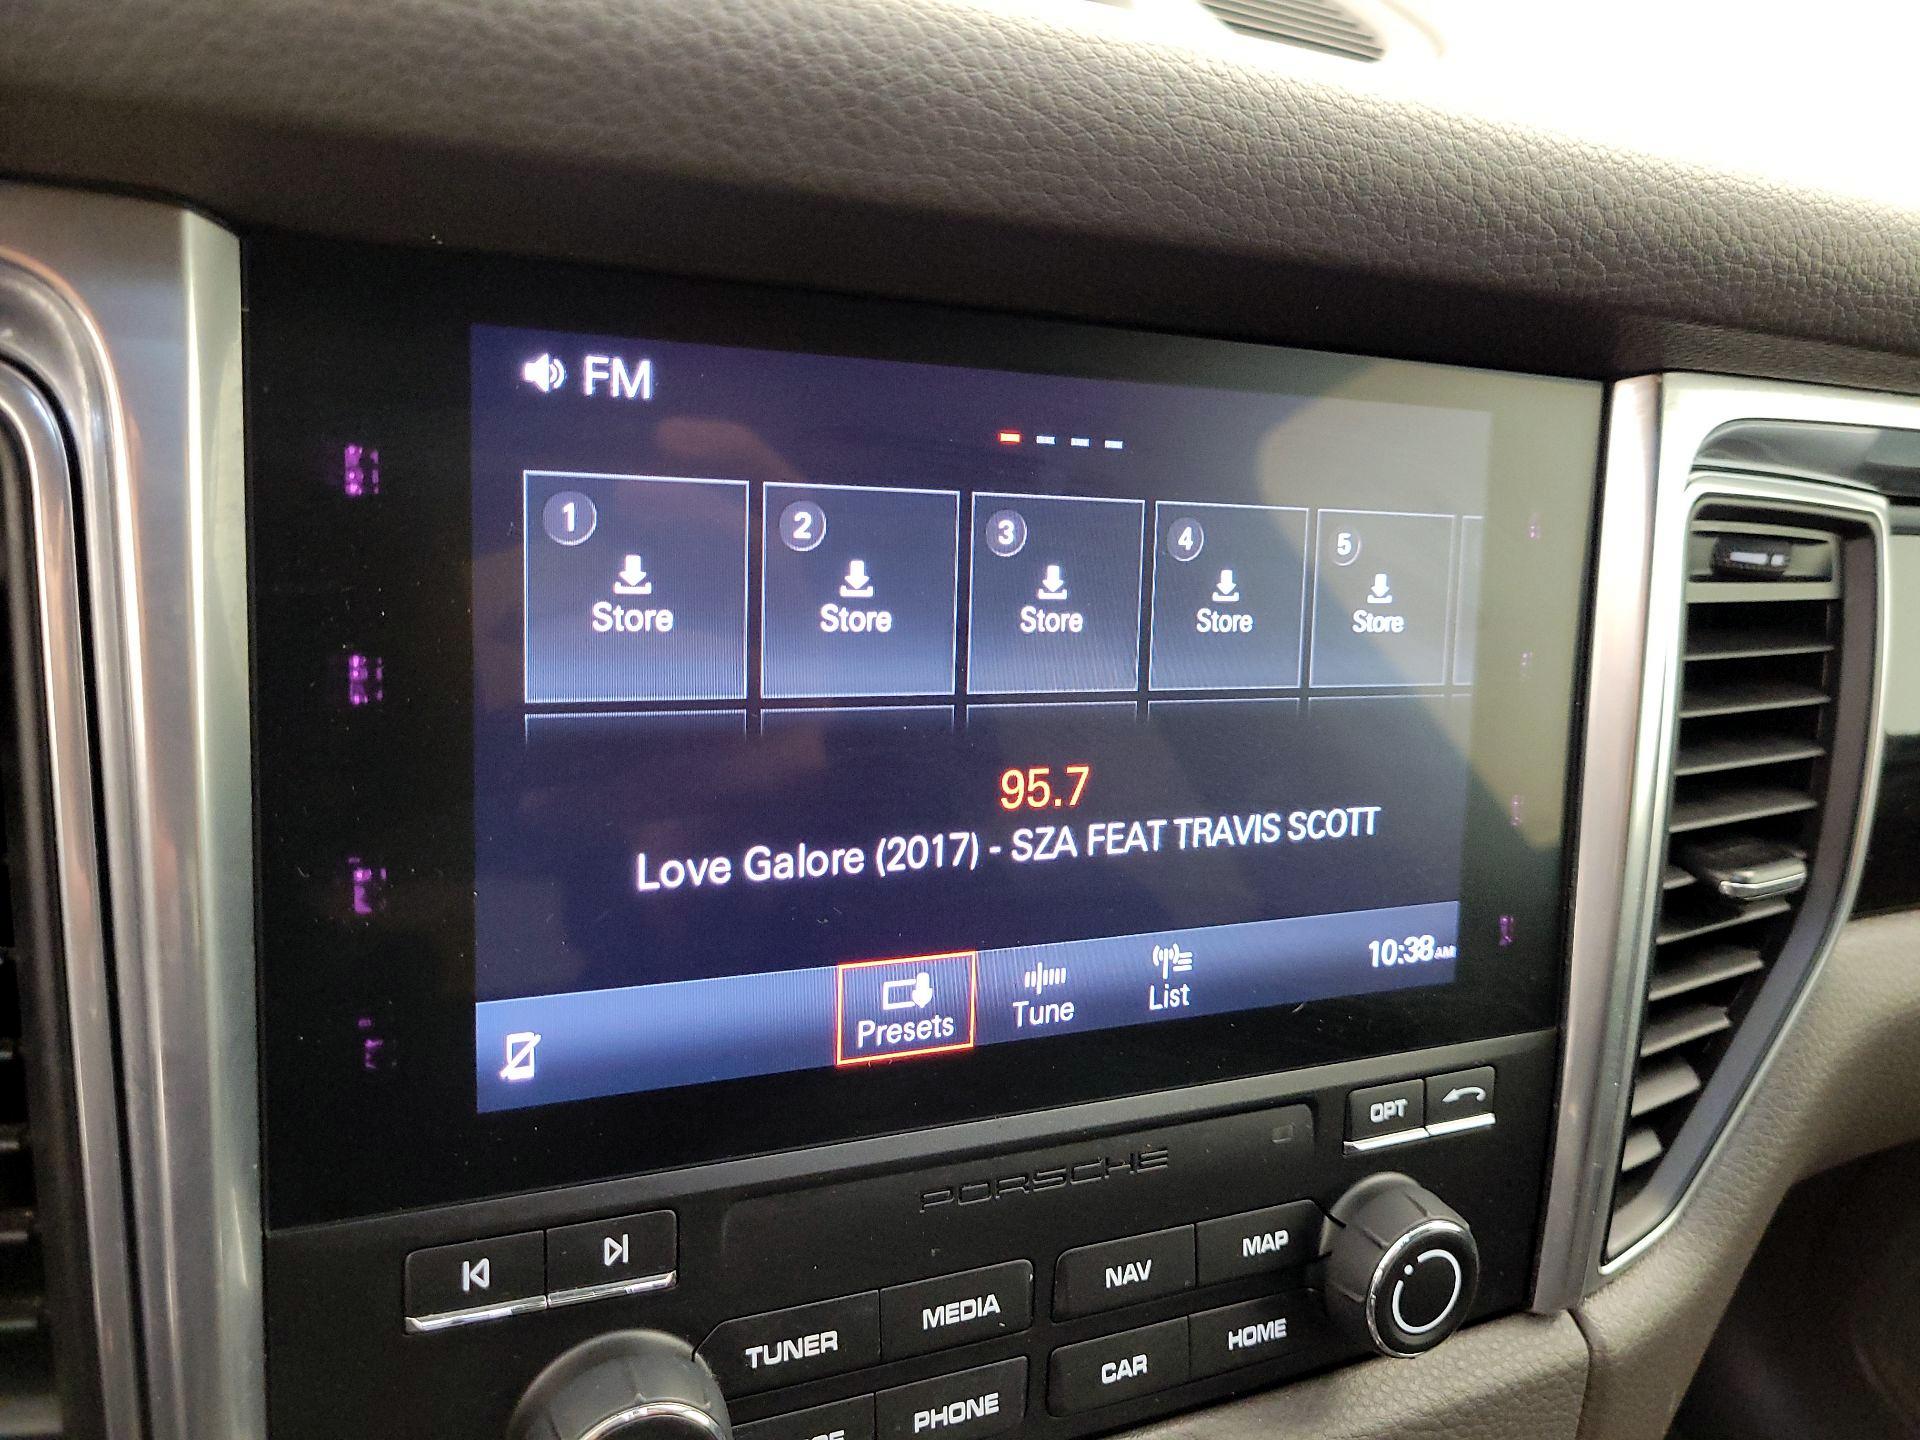 FM
1
Store
2
Store
3
Store
4
Store
5
Store
95.7
Love Galore (2017) - SZA FEAT TRAVIS SCOTT
Presets
Tune
List
10:38 AM
OPT
PORSCHE
TUNER
MEDIA
NAV
MAP
PHONE
CAR
HOME